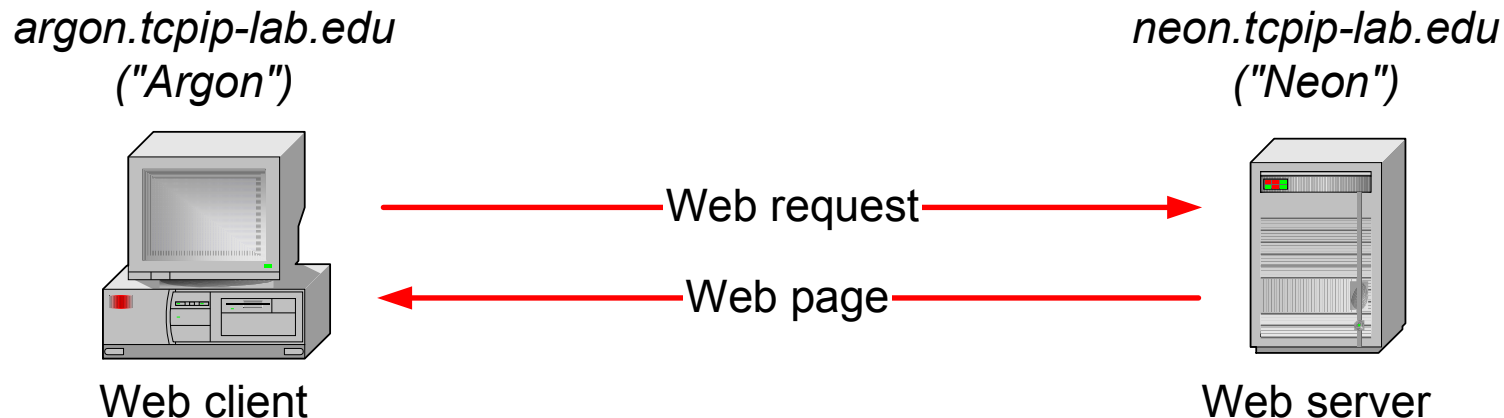 argon.tcpip-lab.edu
("Argon")
neon.tcpip-lab.edu
("Neon")
Web request
Web page
Web client
Web server